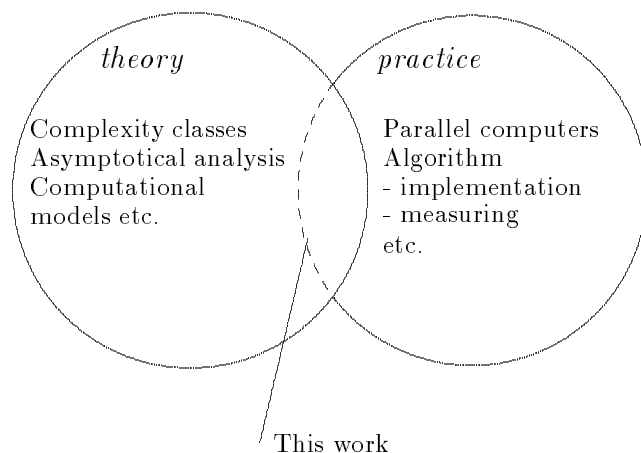 theory
practice
Complexity classes
Asymptotical analysis
Computational
models etc.
Parallel computers
Algorithm
- implementation
- measuring
etc.
This work